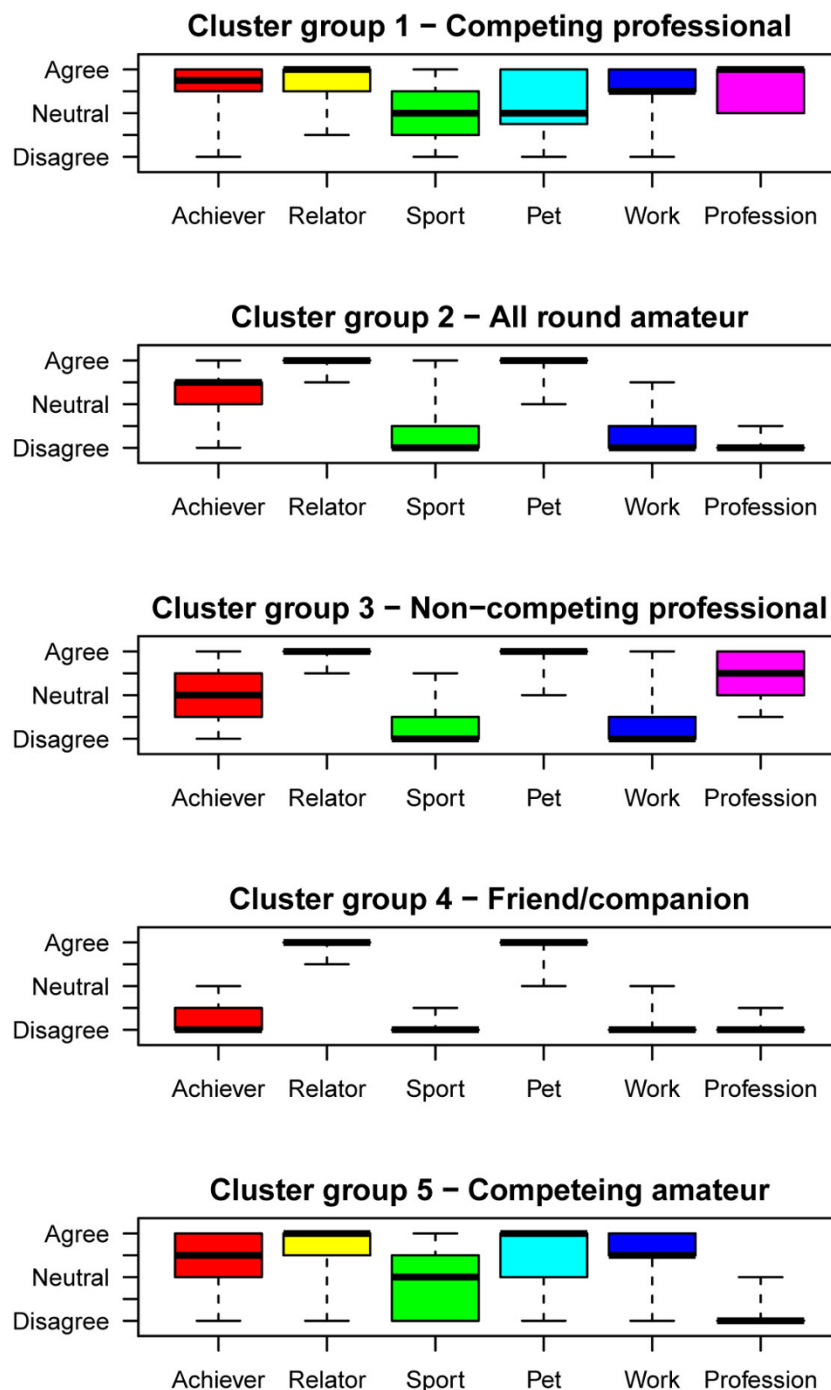 Cluster group 1 − Competing professional
Agree
Neutral
Disagree
Achiever Relator Sport Pet Work Profession
Cluster group 2 − All round amateur
Agree
Neutral
Disagree
Achiever Relator Sport Pet Work Profession
Cluster group 3 − Non−competing professional
Agree
Neutral
Disagree
Achiever Relator Sport Pet Work Profession
Cluster group 4 − Friend/companion
Agree
Neutral
Disagree
Achiever Relator Sport Pet Work Profession
Cluster group 5 − Competeing amateur
Agree
Neutral
Disagree
Achiever Relator Sport Pet Work Profession